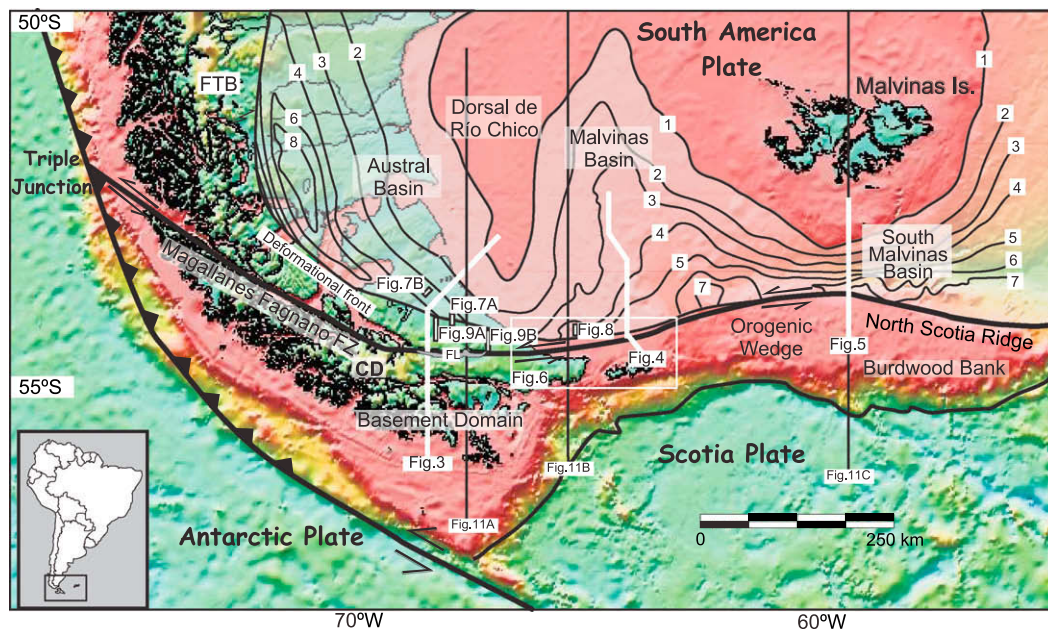 50ºS
South America
Plate
1
1
2
3
4
2
3
4
6
8
FTB
Dorsal de
Río Chico
Malvinas
Basin
Malvinas Is.
Triple
Junction
Austral
Basin
2
3
4
5
7
South
Malvinas
Basin
5
6
7
Deformational front
Magallanes Fagnano FZ.
Fig.7B
Fig.7A
Fig.9A
Fig.9B
Fig.8
FL
Orogenic
Wedge
North Scotia Ridge
Fig.4
Fig.5
Burdwood Bank
55ºS
CD
Fig.6
Basement Domain
Fig.3
Fig.11B
Scotia Plate
Fig.11C
Fig.11A
Antarctic Plate
0
250 km
70ºW
60ºW